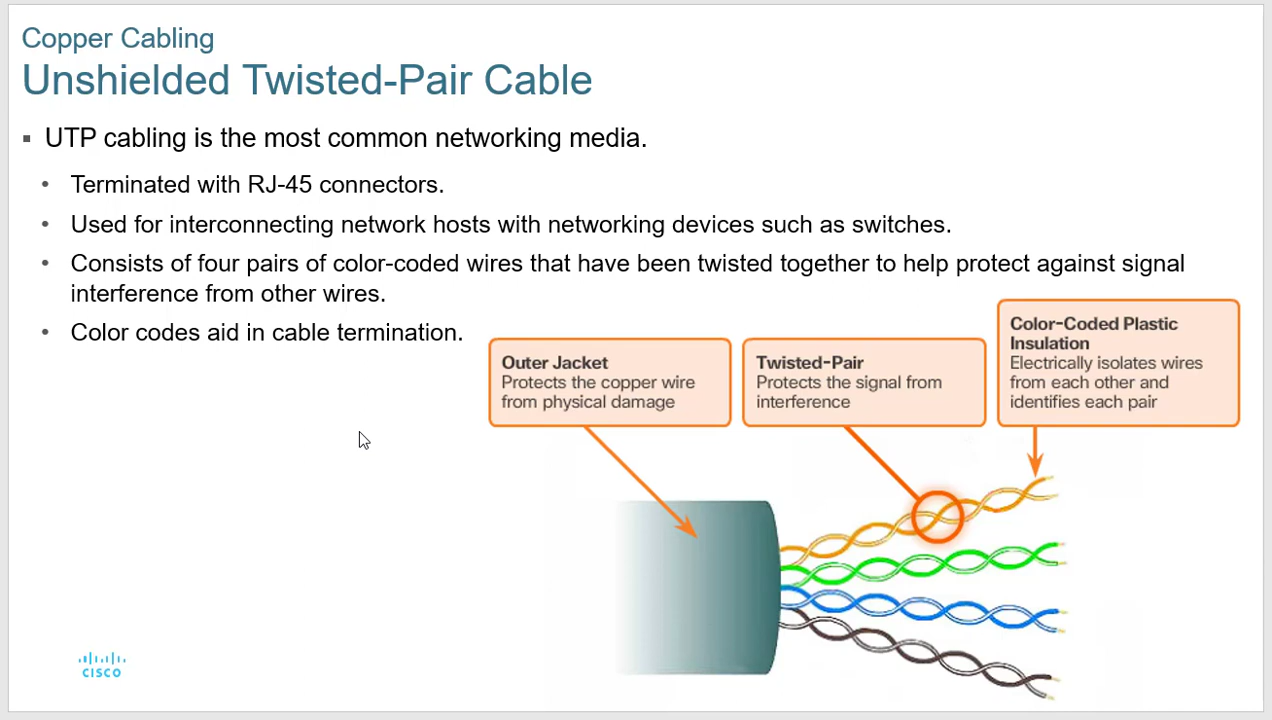 Copper Cabling
Unshielded Twisted-Pair Cable
▪ UTP cabling is the most common networking media.
• Terminated with RJ-45 connectors.
• Used for interconnecting network hosts with networking devices such as switches.
• Consists of four pairs of color-coded wires that have been twisted together to help protect against signal
interference from other wires.
• Color codes aid in cable termination.
Outer Jacket
Protects the copper wire
from physical damage
Twisted-Pair
Protects the signal from
interference
Color-Coded Plastic
Insulation
Electrically isolates wires
from each other and
identifies each pair
CISCO